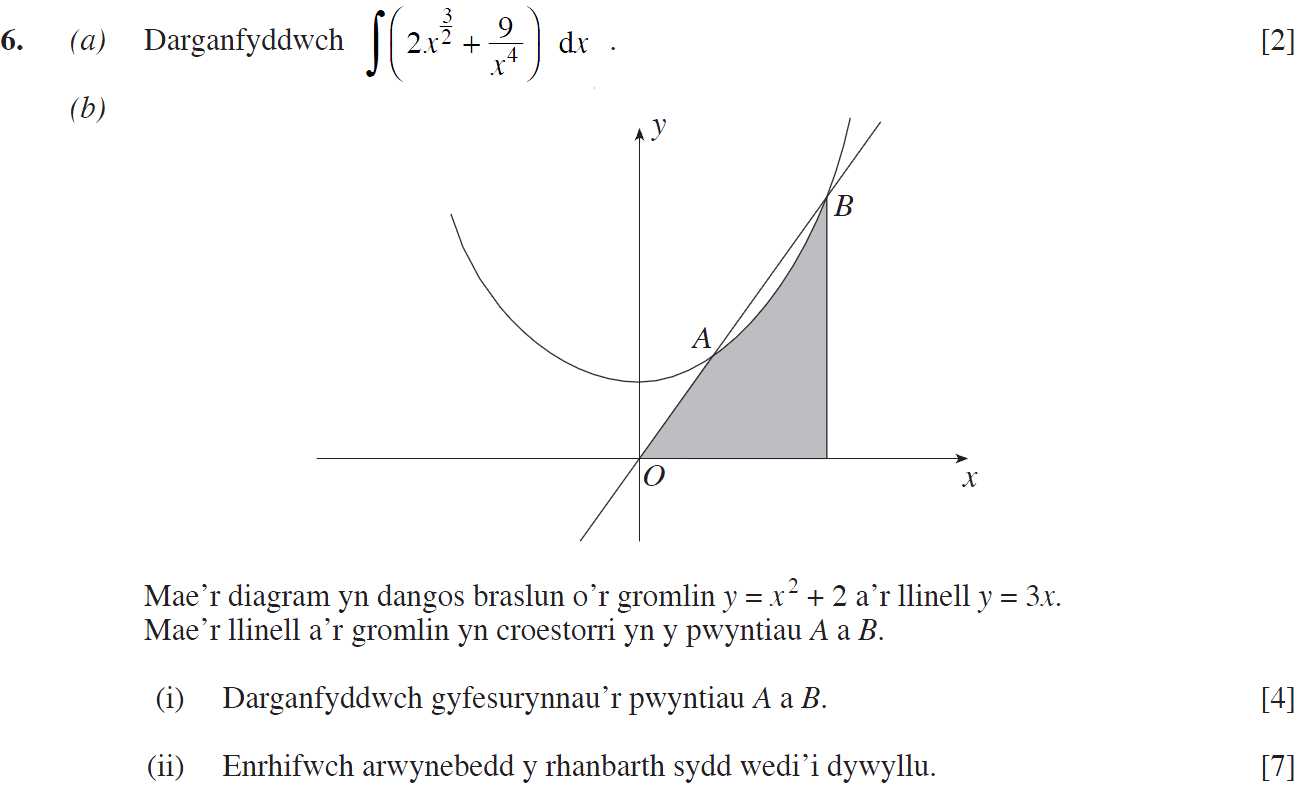 6. (a) Darganfyddwch ∫(2x^{3/2} + 9/x^4) dx . [2]
(b)
y
B
A
O
x
Mae’r diagram yn dangos braslun o’r gromlin y = x² + 2 a’r llinell y = 3x.
Mae’r llinell a’r gromlin yn croestorri yn y pwyntiau A a B.
(i) Darganfyddwch gyfesurynnau’r pwyntiau A a B. [4]
(ii) Enrhifwch arwynebedd y rhanbarth sydd wedi’i dywyllu. [7]